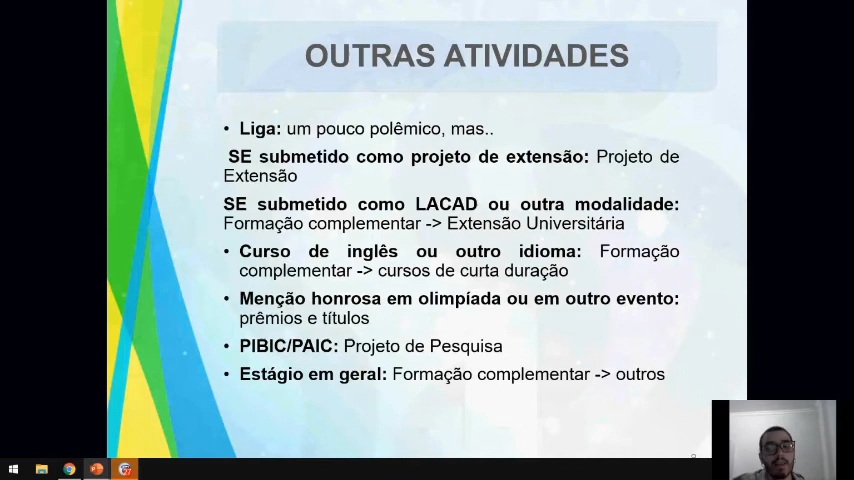 OUTRAS ATIVIDADES
• Liga: um pouco polêmico, mas..
SE submetido como projeto de extensão: Projeto de
Extensão
SE submetido como LACAD ou outra modalidade:
Formação complementar -> Extensão Universitária
• Curso de inglês ou outro idioma: Formação
complementar -> cursos de curta duração
• Menção honrosa em olimpíada ou em outro evento:
prêmios e títulos
• PIBIC/PAIC: Projeto de Pesquisa
• Estágio em geral: Formação complementar -> outros